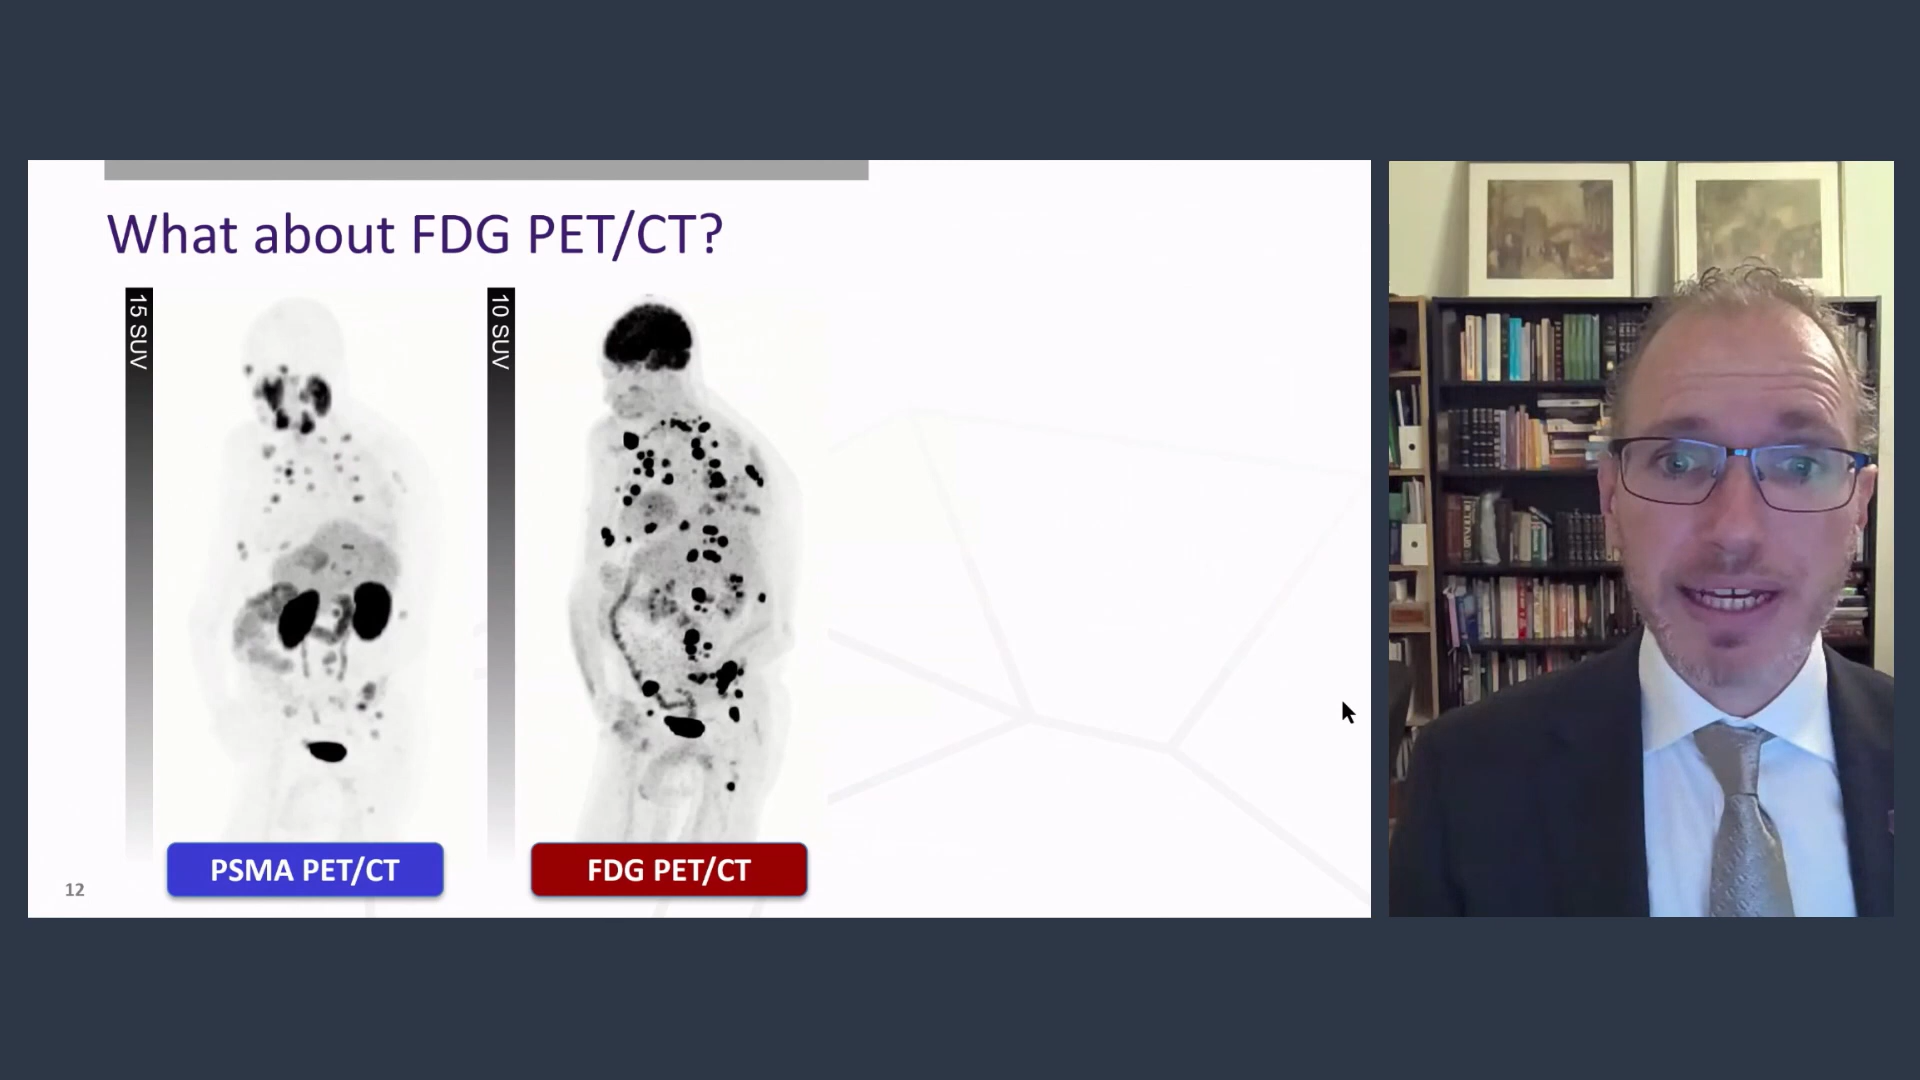 What about FDG PET/CT?
15 SUV
10 SUV
PSMA PET/CT
FDG PET/CT
12